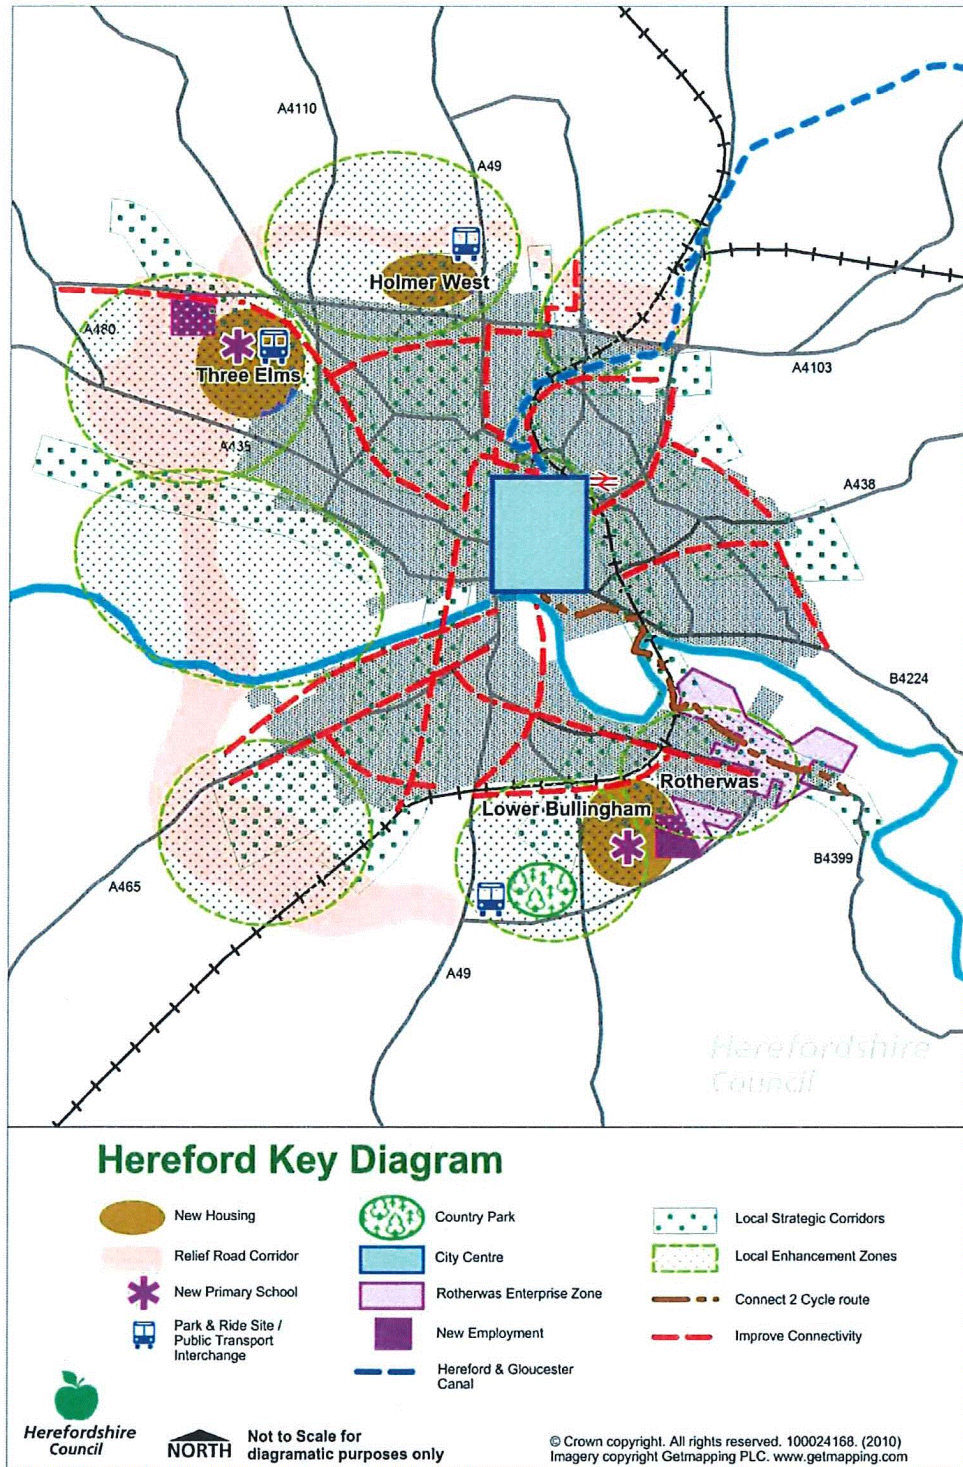 A4110
A49
Holmer West
A480
Three Elms
A4103
A435
A438
B4224
Rotherwas
Lower Bullingham
B4399
A465
A49
Herefordshire
Council
Hereford Key Diagram
New Housing
Relief Road Corridor
New Primary School
Park & Ride Site /
Public Transport
Interchange
Country Park
City Centre
Rotherwas Enterprise Zone
New Employment
Hereford & Gloucester
Canal
Local Strategic Corridors
Local Enhancement Zones
Connect 2 Cycle route
Improve Connectivity
Herefordshire
Council
NORTH
Not to Scale for
diagramatic purposes only
© Crown copyright. All rights reserved. 100024168. (2010)
Imagery copyright Getmapping PLC. www.getmapping.com